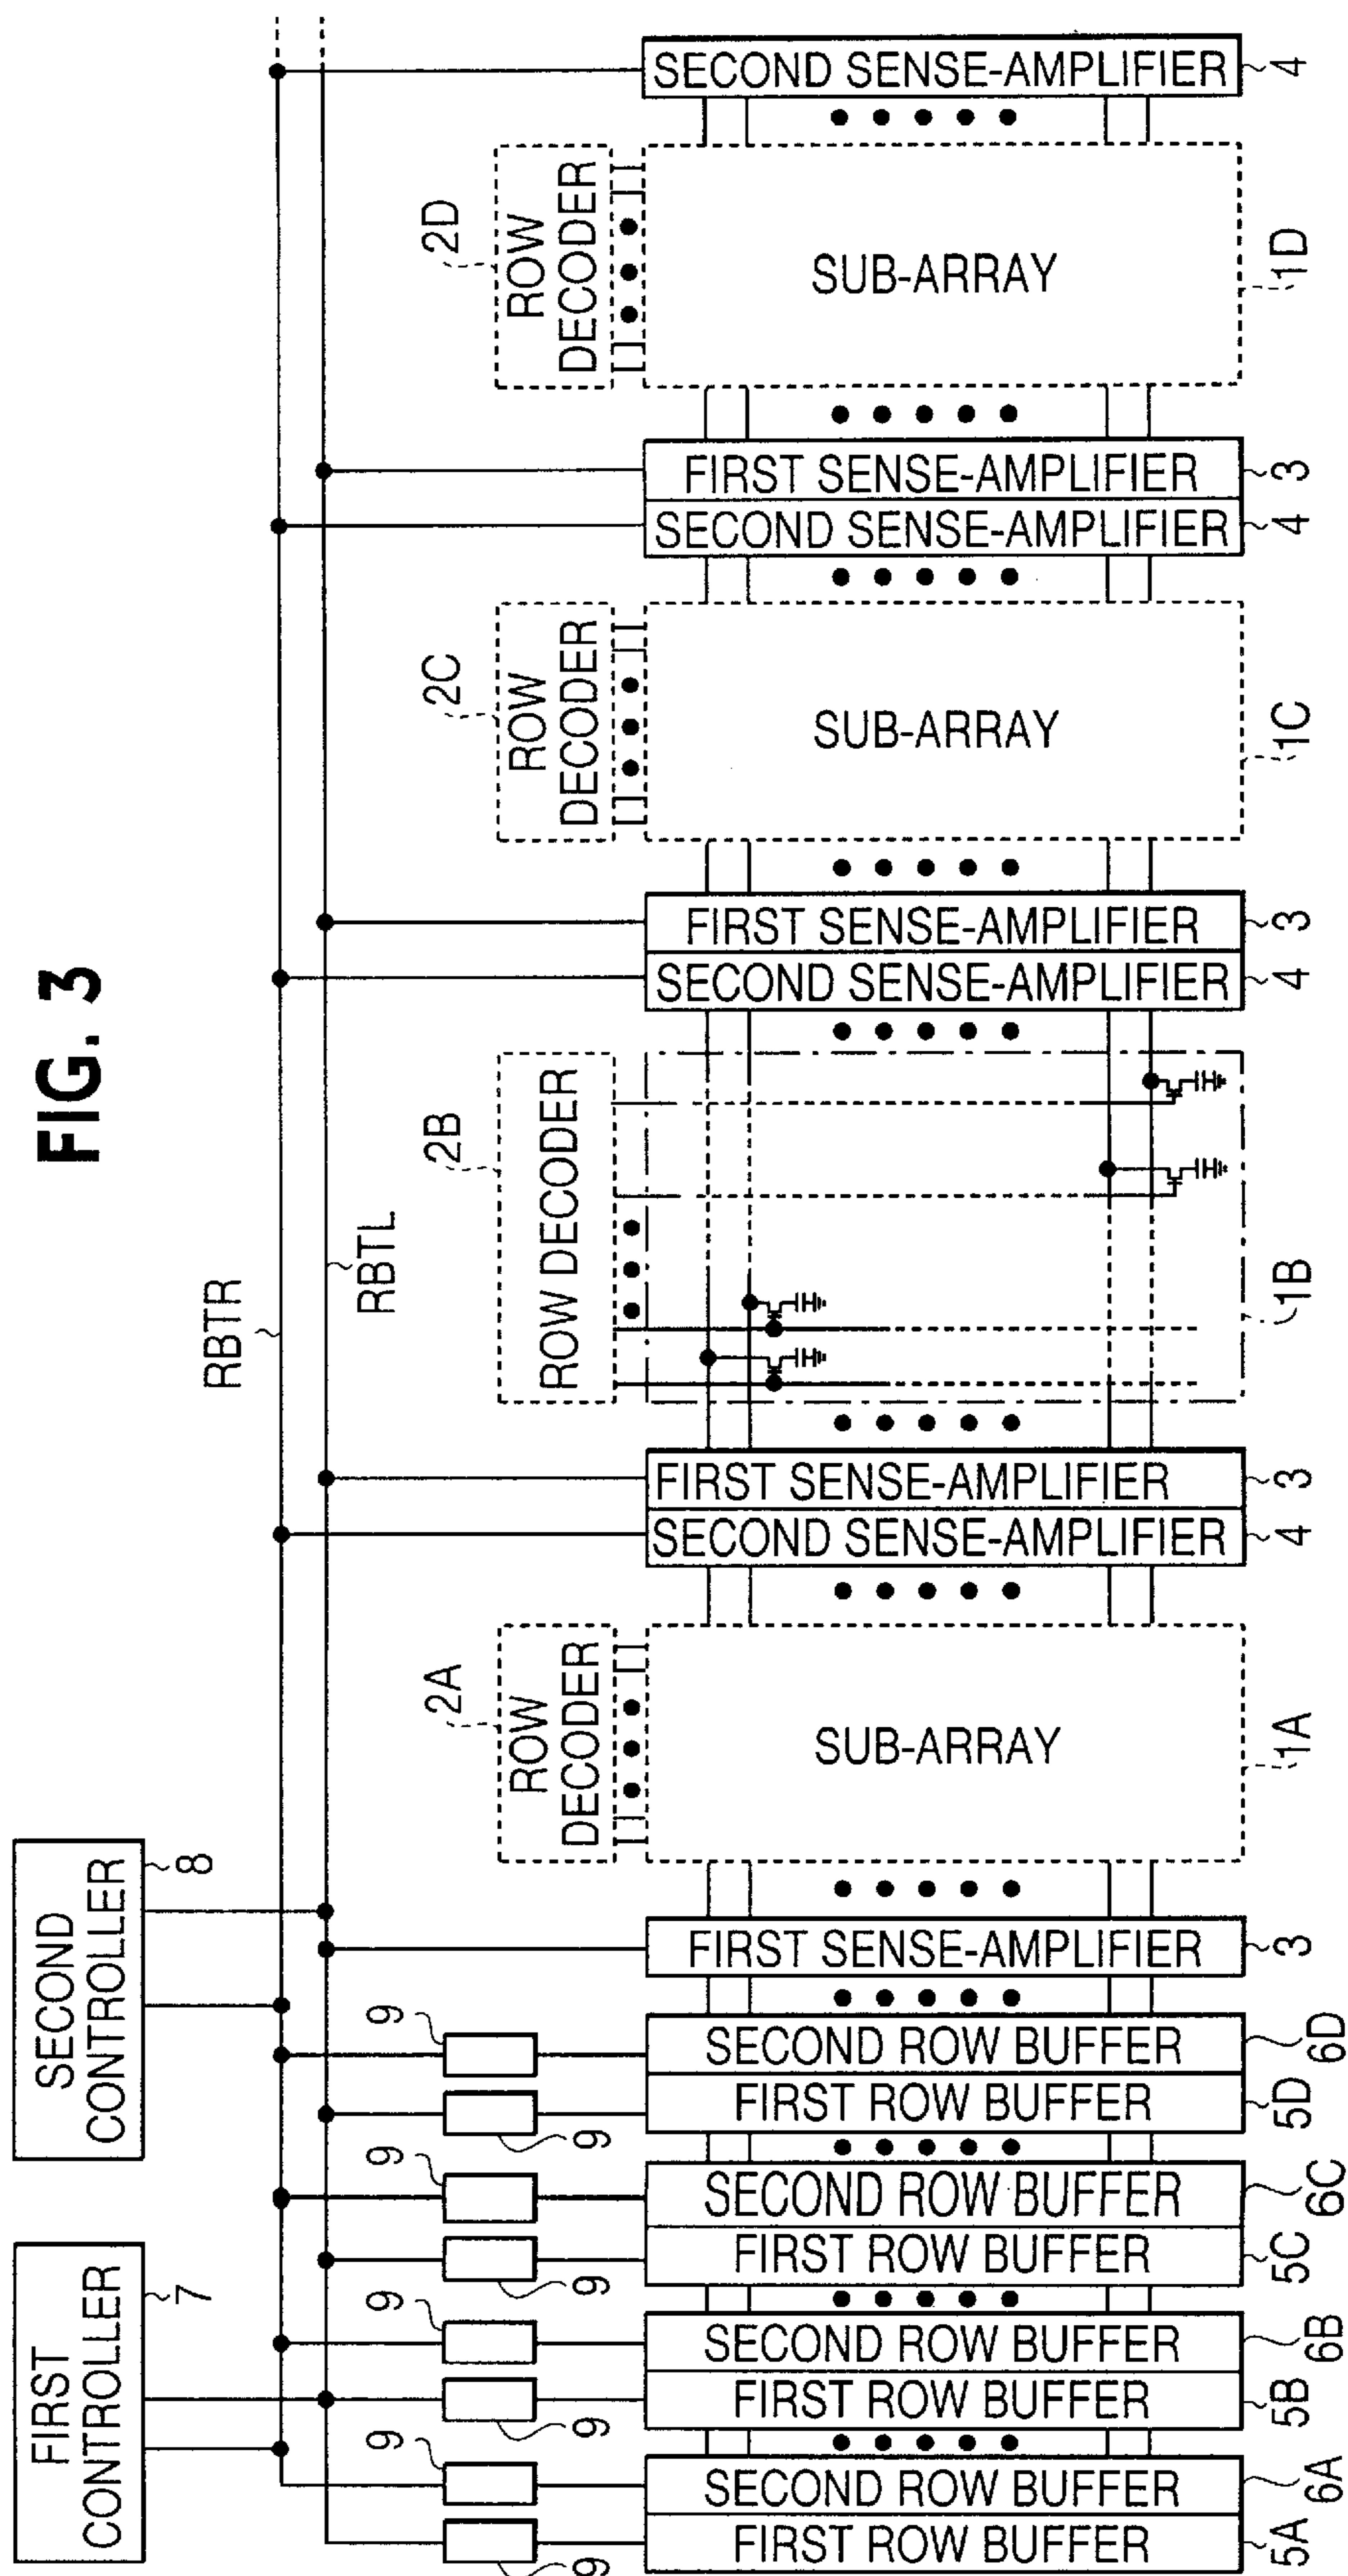 FIG. 3
FIRST
CONTROLLER
7
SECOND
CONTROLLER
8
RBTR
RBTL
9
9
9
9
9
9
9
9
2A
ROW
DECODER
2B
ROW DECODER
2C
ROW
DECODER
2D
ROW
DECODER
FIRST ROW BUFFER
5A
SECOND ROW BUFFER
6A
FIRST ROW BUFFER
5B
SECOND ROW BUFFER
6B
FIRST ROW BUFFER
5C
SECOND ROW BUFFER
6C
FIRST ROW BUFFER
5D
SECOND ROW BUFFER
6D
FIRST SENSE-AMPLIFIER
3
SUB-ARRAY
1A
SECOND SENSE-AMPLIFIER
4
FIRST SENSE-AMPLIFIER
3
1B
SECOND SENSE-AMPLIFIER
4
FIRST SENSE-AMPLIFIER
3
SUB-ARRAY
1C
SECOND SENSE-AMPLIFIER
4
FIRST SENSE-AMPLIFIER
3
SUB-ARRAY
1D
SECOND SENSE-AMPLIFIER
4